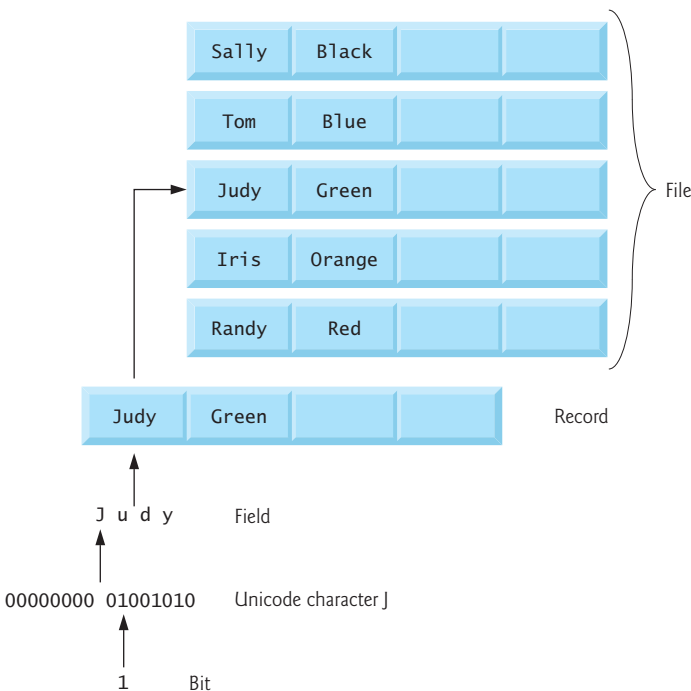 Sally Black
Tom Blue
Judy Green File
Iris Orange
Randy Red
Judy Green Record
J u d y Field
00000000 01001010 Unicode character J
1 Bit